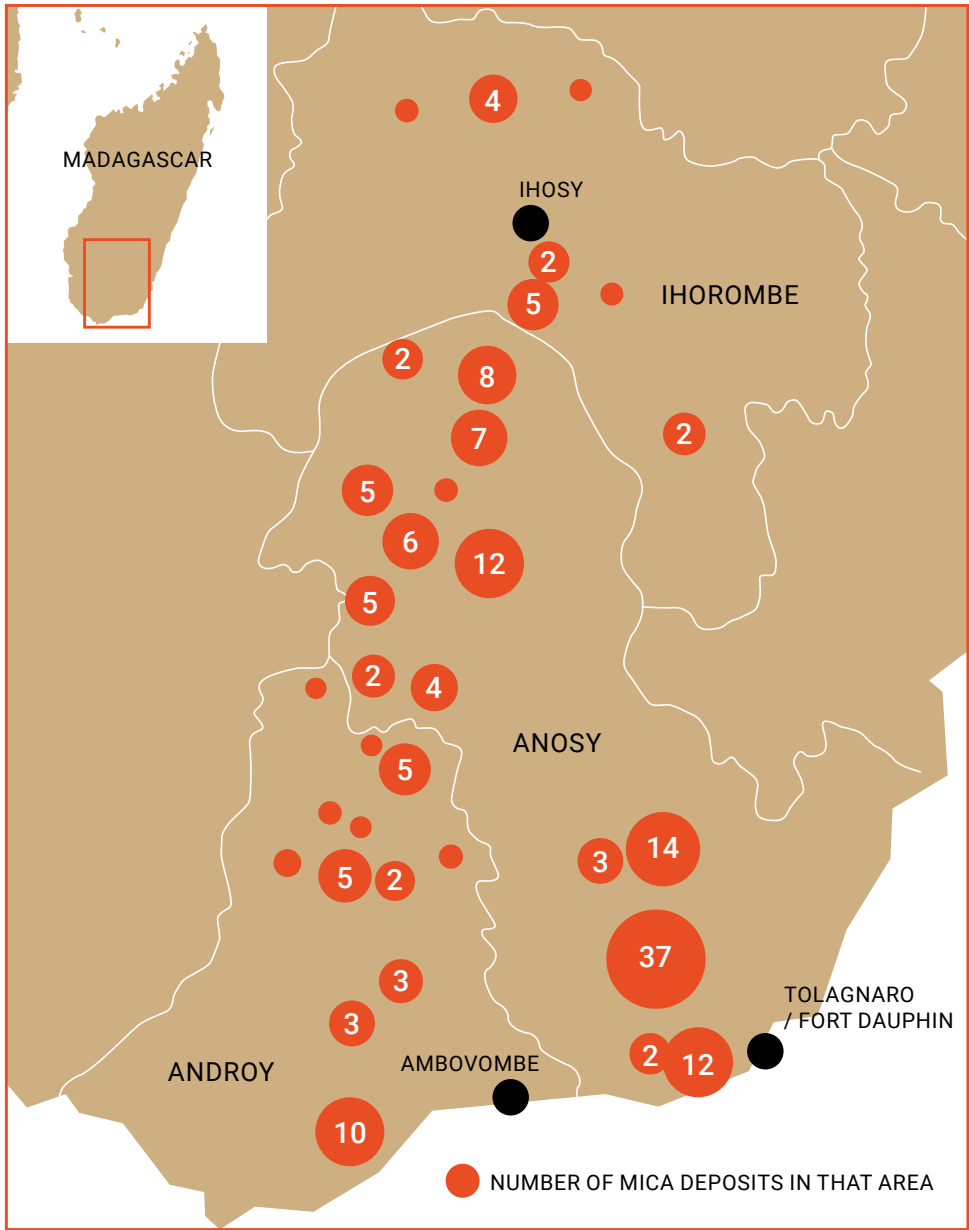 MADAGASCAR
4
IHOSY
2
5
IHOROMBE
2
8
7
2
5
6
12
5
2
4
ANOSY
5
3
14
5
2
37
3
3
TOLAGNARO
/ FORT DAUPHIN
ANDROY
AMBOVOMBE
2
12
10
NUMBER OF MICA DEPOSITS IN THAT AREA